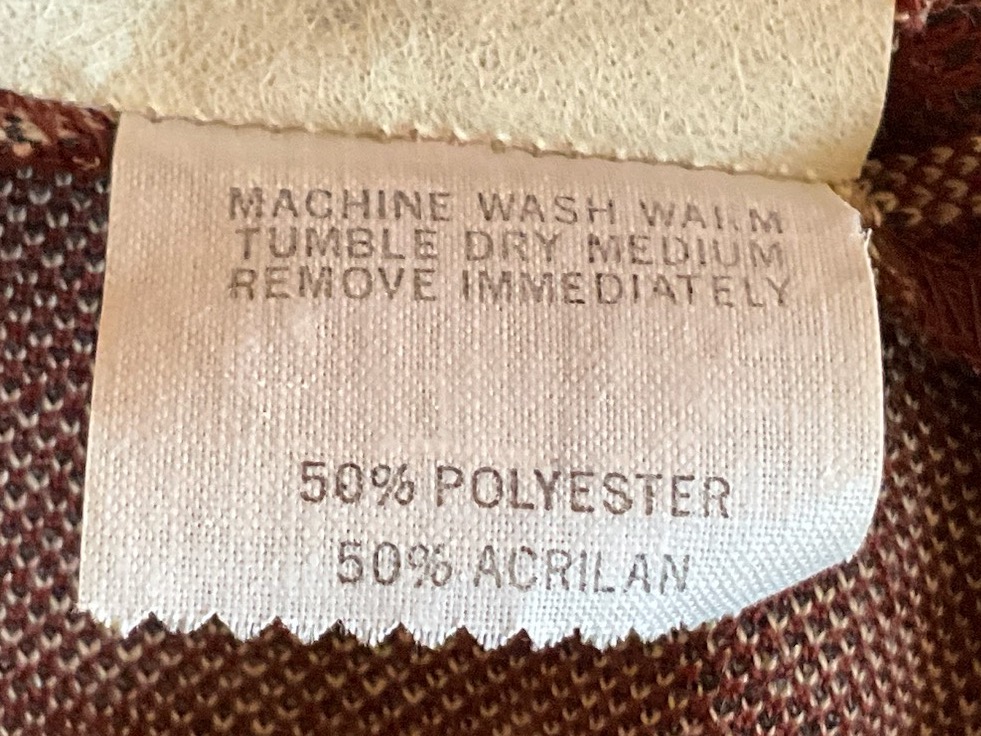 MACHINE WASH WARM
TUMBLE DRY MEDIUM
REMOVE IMMEDIATELY
50% POLYESTER
50% ACRILAN